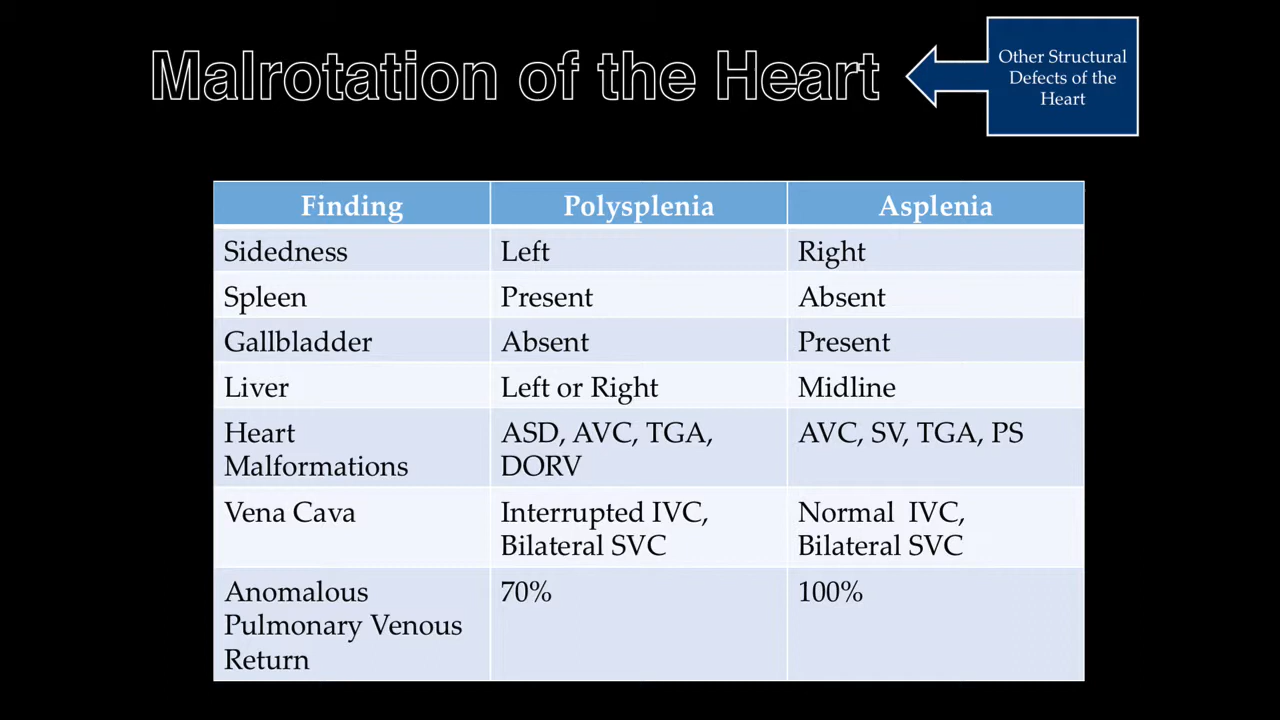 Malrotation of the Heart
Other Structural
Defects of the
Heart
Finding Polysplenia Asplenia
Sidedness Left Right
Spleen Present Absent
Gallbladder Absent Present
Liver Left or Right Midline
Heart
Malformations
ASD, AVC, TGA,
DORV
AVC, SV, TGA, PS
Vena Cava
Interrupted IVC,
Bilateral SVC
Normal IVC,
Bilateral SVC
Anomalous
Pulmonary Venous
Return
70%
100%